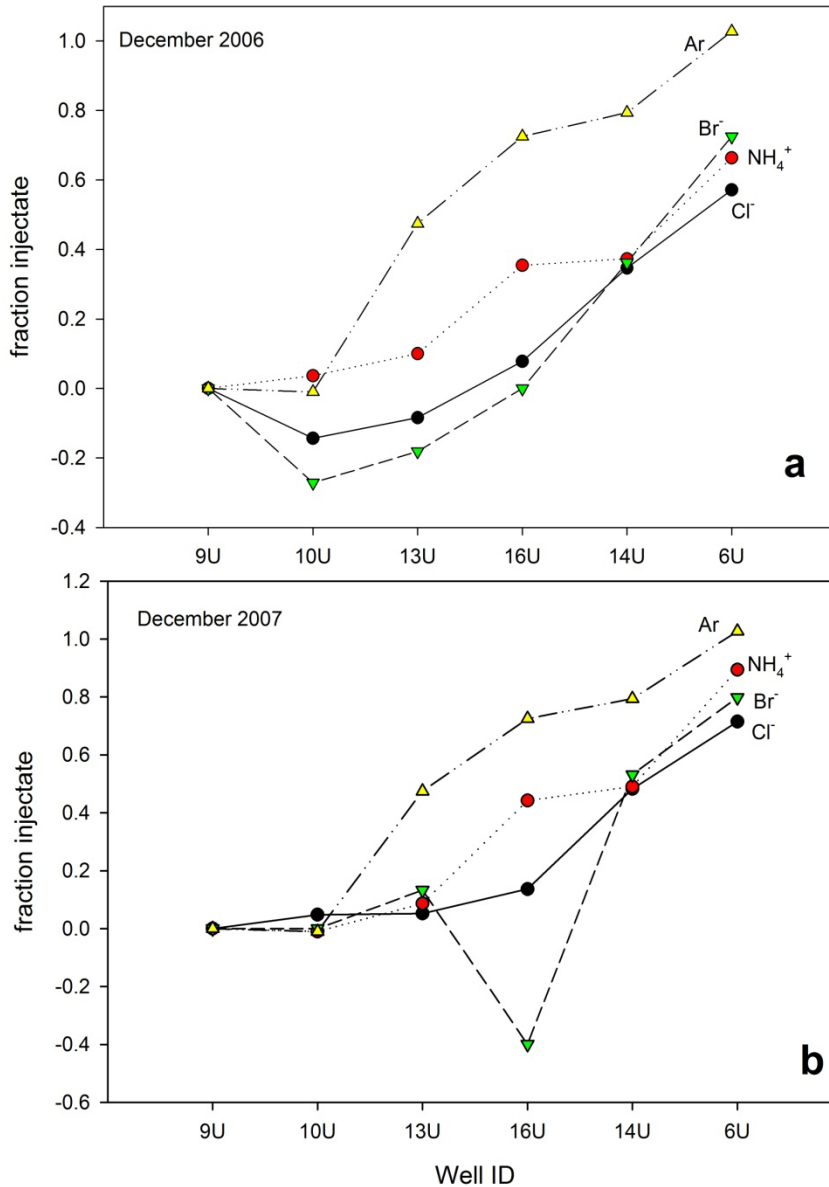 December 2006
Ar
Br⁻
NH₄⁺
Cl⁻
fraction injectate
1.0
0.8
0.6
0.4
0.2
0.0
-0.2
-0.4
a
9U 10U 13U 16U 14U 6U
December 2007
Ar
NH₄⁺
Br⁻
Cl⁻
fraction injectate
1.2
1.0
0.8
0.6
0.4
0.2
0.0
-0.2
-0.4
-0.6
b
9U 10U 13U 16U 14U 6U
Well ID